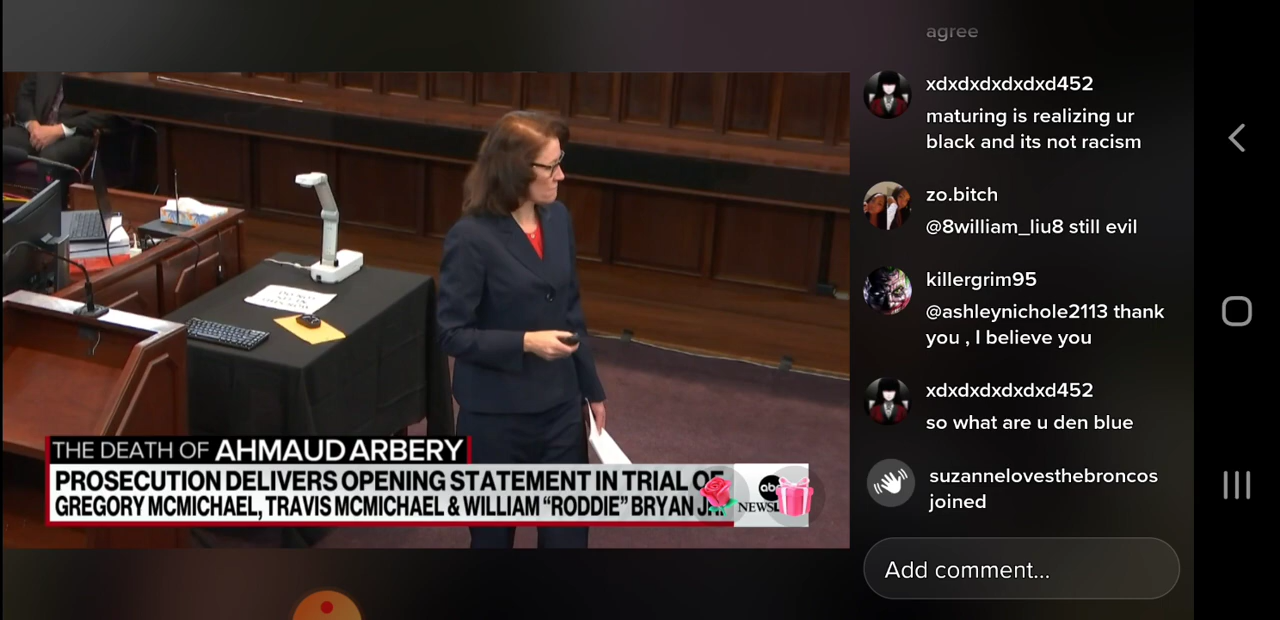 agree
xdxdxdxdxdxd452
maturing is realizing ur
black and its not racism
zo.bitch
@8william_liu8 still evil
killergrim95
@ashleynichole2113 thank
you , I believe you
xdxdxdxdxdxd452
so what are u den blue
suzannelovesthebroncos
joined
Add comment...
THE DEATH OF AHMAUD ARBERY
PROSECUTION DELIVERS OPENING STATEMENT IN TRIAL OF
GREGORY MCMICHAEL, TRAVIS MCMICHAEL & WILLIAM “RODDIE” BRYAN JR.
abc
NEWS